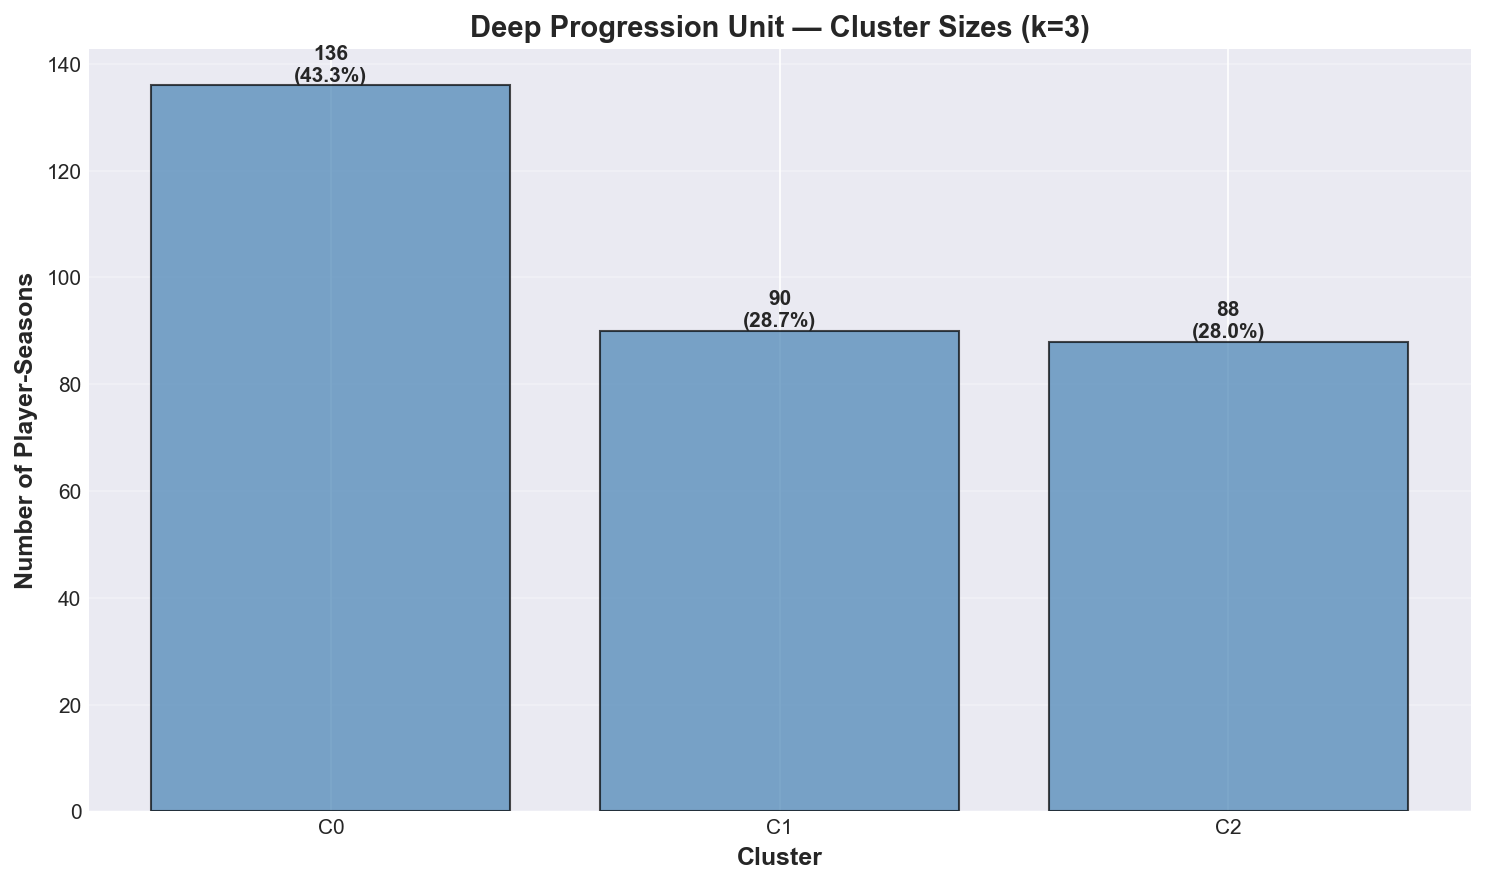 Deep Progression Unit — Cluster Sizes (k=3)
136
(43.3%)
90
(28.7%)
88
(28.0%)
140
120
100
80
60
40
20
0
Number of Player-Seasons
C0
C1
C2
Cluster